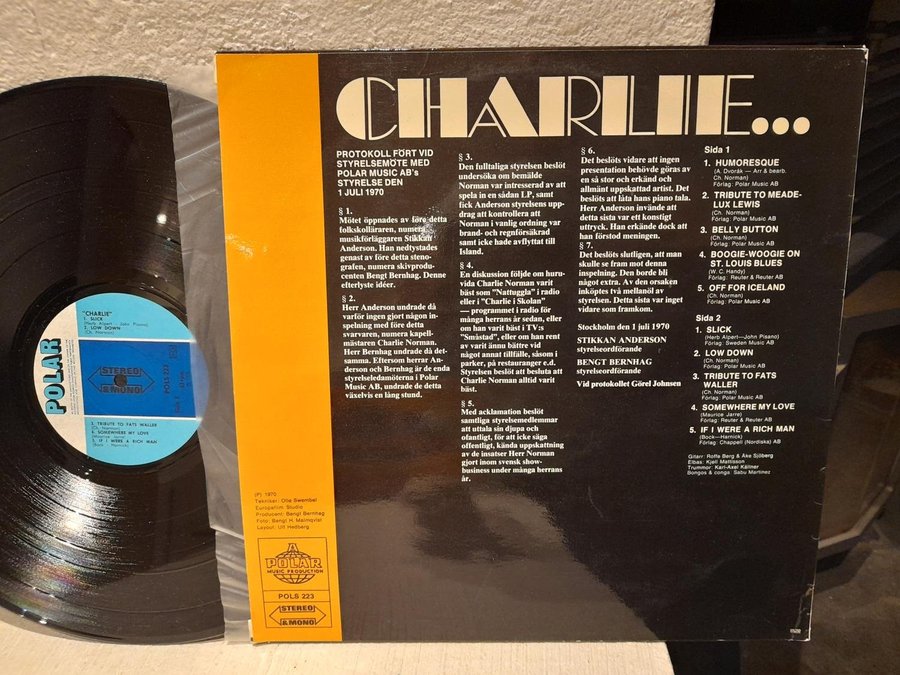 CHARLIE...
PROTOKOLL FÖRT VID
STYRELSEMÖTE MED
POLAR MUSIC AB's
STYRELSE DEN
1 JULI 1970
§ 1.
Mötet öppnades av före detta
folkskolläraren, numera
musikförläggaren Stikkan
Anderson. Han nedtystades
genast av före detta steno-
grafen, numera skivprodu-
centen Bengt Bernhag. Denne
efterlyste idéer.
§ 2.
Herr Anderson undrade då
varför ingen gjort någon in-
spelning med före detta
svararen, numera kapell-
mästaren Charlie Norman.
Herr Bernhag undrade då det-
samma. Eftersom herrar An-
derson och Bernhag är de enda
styrelseledamöterna i Polar
Music AB, undrade de detta
växelvis en lång stund.
§ 3.
Den fulltaliga styrelsen beslöt
undersöka om bemälde
Norman var intresserad av att
spela in en sådan LP, samt
fick Anderson styrelsens upp-
drag att kontrollera att
Norman i vanlig ordning var
brand- och regnförsäkrad
samt icke hade avflyttat till
Island.
§ 4.
En diskussion följde om huru-
vida Charlie Norman varit
bäst som "Nattuggla" i radio
eller i "Charlie i Skolan"
— programmet i radio för
många herrans år sedan, eller
om han varit bäst i TV:s
"Småstad", eller om han rent
av varit ännu bättre vid
något annat tillfälle, såsom i
parker, på restauranger e.d.
Styrelsen beslöt att besluta att
Charlie Norman alltid varit
bäst.
§ 5.
Med acklamation beslöt
samtliga styrelsemedlemmar
att uttala sin djupa och
ofantligt, för att icke säga
offentligt, kända uppskattning
av de insatser Herr Norman
gjort inom svensk show-
business under många herrans
år.
§ 6.
Det beslöts vidare att ingen
presentation behövde göras av
en så stor och erkänd och
allmänt uppskattad artist. Det
beslöts att låta hans piano tala.
Herr Anderson invände att
detta sista var ett konstigt
uttryck. Han erkände dock att
han förstod meningen.
§ 7.
Det beslöts slutligen, att man
skulle se fram mot denna
inspelning. Den borde bli
något extra. Av den orsaken
inköptes två mellanöl av
styrelsen. Detta sista var inget
vidare som framkom.
Stockholm den 1 juli 1970
STIKKAN ANDERSON
styrelseordförande
BENGT BERNHAG
styrelseordförande
Vid protokollet Görel Johnsen
Sida 1
1. HUMORESQUE
(A. Dvorák — Arr & bearb.
Ch. Norman)
Förlag: Polar Music AB
2. TRIBUTE TO MEADE-
LUX LEWIS
(Ch. Norman)
Förlag: Polar Music AB
3. BELLY BUTTON
(Ch. Norman)
Förlag: Polar Music AB
4. BOOGIE-WOOGIE ON
ST. LOUIS BLUES
(W. C. Handy)
Förlag: Reuter & Reuter AB
5. OFF FOR ICELAND
(Ch. Norman)
Förlag: Polar Music AB
Sida 2
1. SLICK
(Herb Alpert—John Pisano)
Förlag: Sweden Music AB
2. LOW DOWN
(Ch. Norman)
Förlag: Polar Music AB
3. TRIBUTE TO FATS
WALLER
(Ch. Norman)
Förlag: Polar Music AB
4. SOMEWHERE MY LOVE
(Maurice Jarre)
Förlag: Reuter & Reuter AB
5. IF I WERE A RICH MAN
(Bock—Harnick)
Förlag: Chappell (Nordiska) AB
Gitarr: Roffe Berg & Åke Sjöberg
Elbas: Kjell Mattisson
Trummor: Karl-Axel Källner
Bongos & conga: Sabu Martinez
(P) 1970
Tekniker: Olle Swembel
Europafilm Studio
Producent: Bengt Bernhag
Foto: Bengt H. Malmqvist
Layout: Ulf Hedberg
A
POLAR
MUSIC PRODUCTION
POLS 223
STEREO
& MONO
POLAR
"CHARLIE"
1. SLICK
(Herb Alpert - John Pisano)
2. LOW DOWN
(Ch. Norman)
STEREO
& MONO
POLS 223
3. TRIBUTE TO FATS WALLER
(Ch. Norman)
4. SOMEWHERE MY LOVE
(Maurice Jarre)
5. IF I WERE A RICH MAN
(Bock - Harnick)